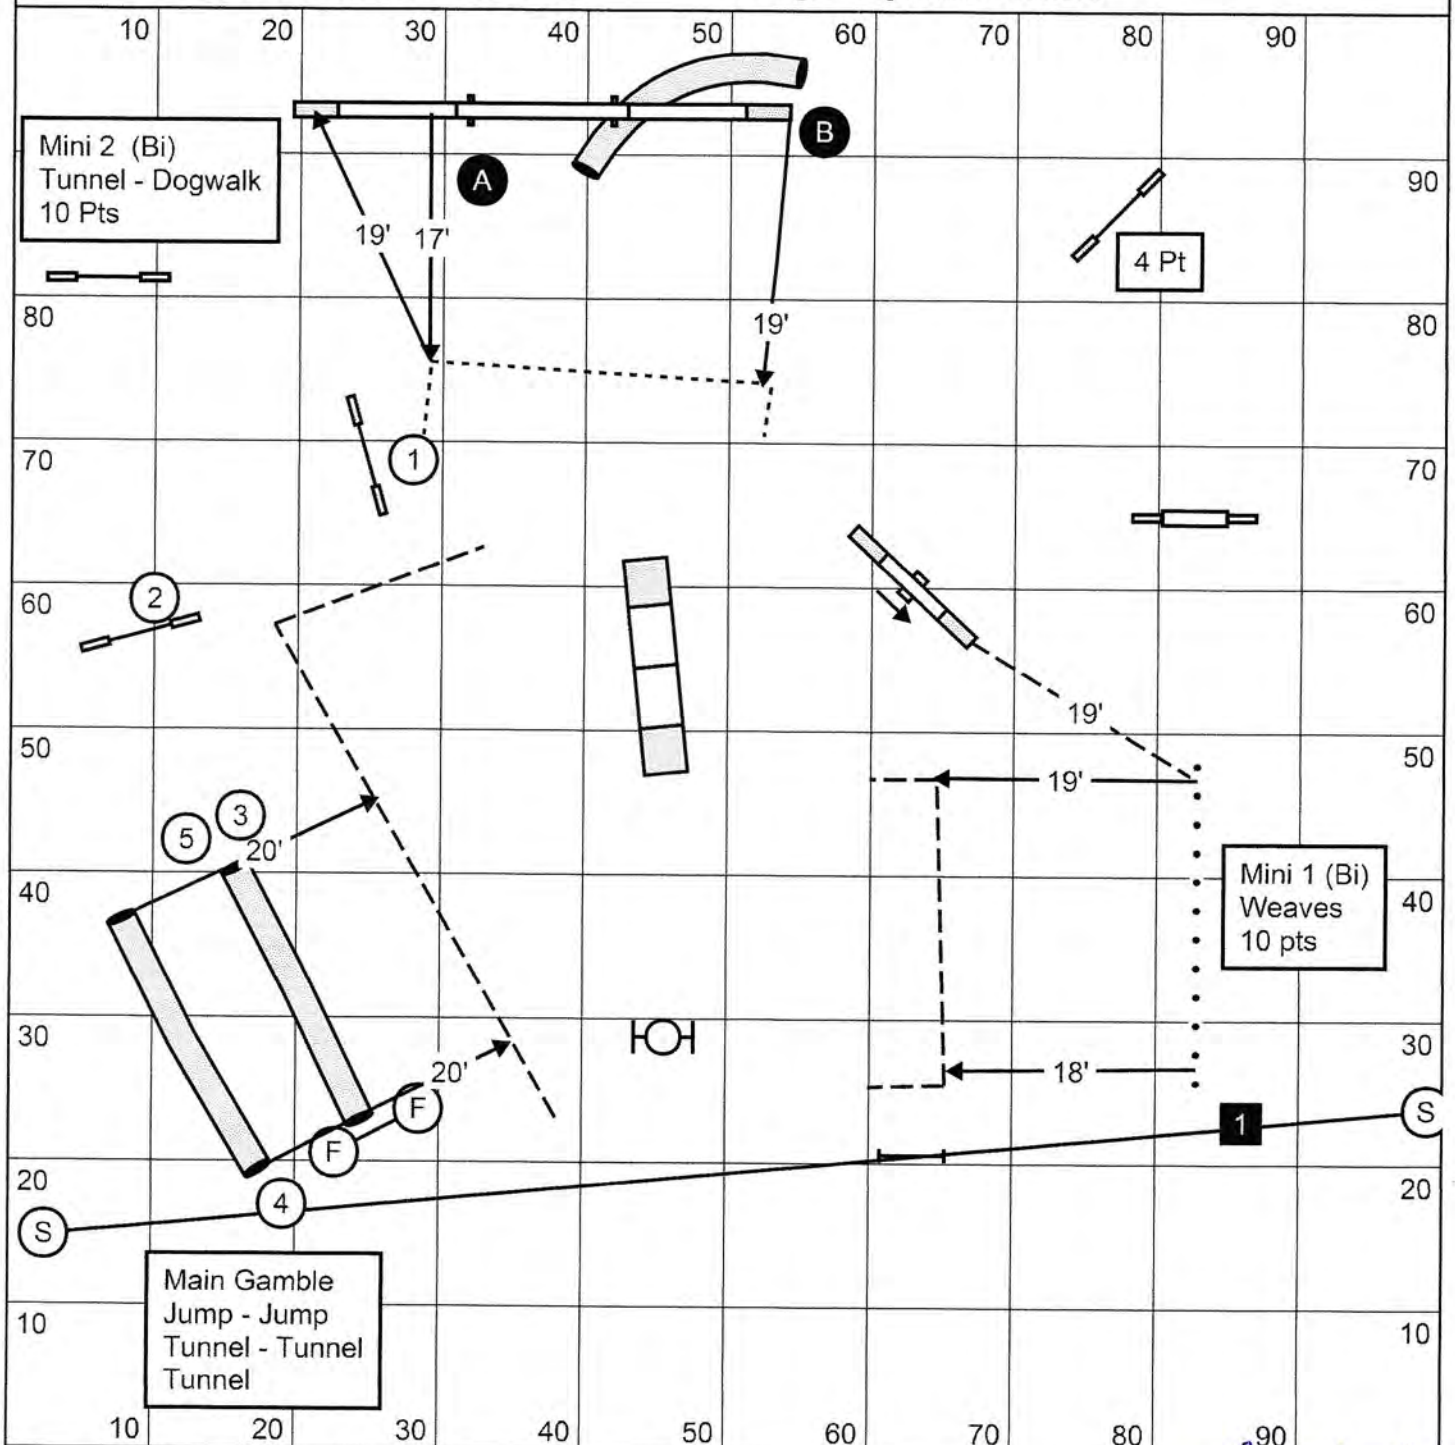 10 20 30 40 50 60 70 80 90
B
Mini 2 (Bi)
Tunnel - Dogwalk
10 Pts
A
90
19' 17'
4 Pt
80 19' 80
70 1 70
2
60 60
19'
50 50
19'
3
5
20'
Mini 1 (Bi)
Weaves
10 pts
40 40
30 30
20' 18'
F
S
1
F
20 20
4
S
Main Gamble
Jump - Jump
Tunnel - Tunnel
Tunnel
10 10
10 20 30 40 50 60 70 80 90